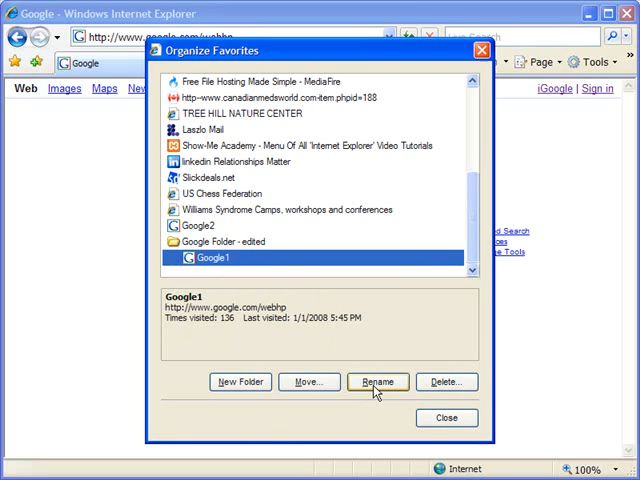 Google - Windows Internet Explorer
http://www.google.com/webhp
Live Search
Google
Page
Tools
Organize Favorites
Web Images Maps
iGoogle | Sign in
Free File Hosting Made Simple - MediaFire
http--www.canadianmedsworld.com-item.phpid=188
TREE HILL NATURE CENTER
Laszlo Mail
Show-Me Academy - Menu Of All 'Internet Explorer' Video Tutorials
linkedin Relationships Matter
Slickdeals.net
US Chess Federation
Williams Syndrome Camps, workshops and conferences
Google2
Google Folder - edited
Google1
Search
Tools
Google1
http://www.google.com/webhp
Times visited: 136 Last visited: 1/1/2008 5:45 PM
New Folder
Move...
Rename
Delete...
Close
Internet
100%